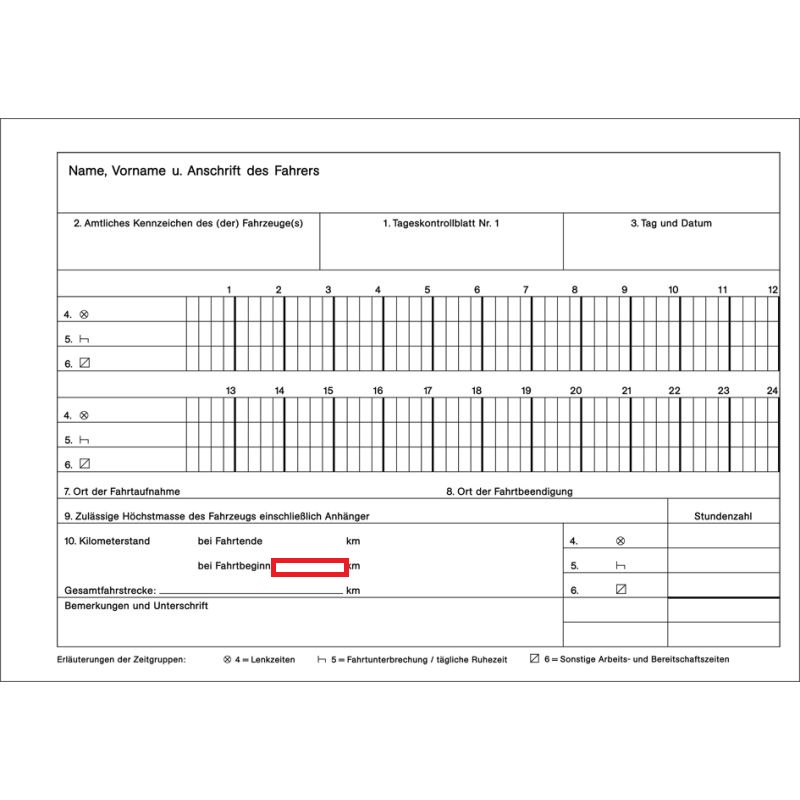 Name, Vorname u. Anschrift des Fahrers
2. Amtliches Kennzeichen des (der) Fahrzeuge(s) 1. Tageskontrollblatt Nr. 1 3. Tag und Datum
1 2 3 4 5 6 7 8 9 10 11 12
4.
5.
6.
13 14 15 16 17 18 19 20 21 22 23 24
4.
5.
6.
7. Ort der Fahrtaufnahme 8. Ort der Fahrtbeendigung
9. Zulässige Höchstmasse des Fahrzeugs einschließlich Anhänger Stundenzahl
10. Kilometerstand bei Fahrtende km 4.
bei Fahrtbeginn km 5.
Gesamtfahrstrecke: km 6.
Bemerkungen und Unterschrift
Erläuterungen der Zeitgruppen: 4 = Lenkzeiten 5 = Fahrtunterbrechung / tägliche Ruhezeit 6 = Sonstige Arbeits- und Bereitschaftszeiten